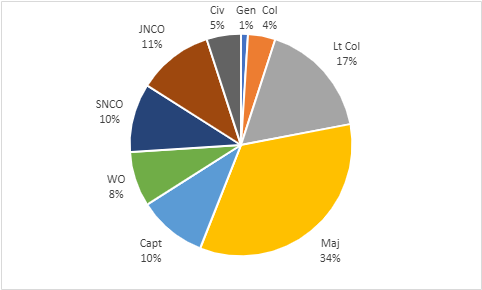 Civ
5%
Gen
1%
Col
4%
Lt Col
17%
Maj
34%
Capt
10%
WO
8%
SNCO
10%
JNCO
11%